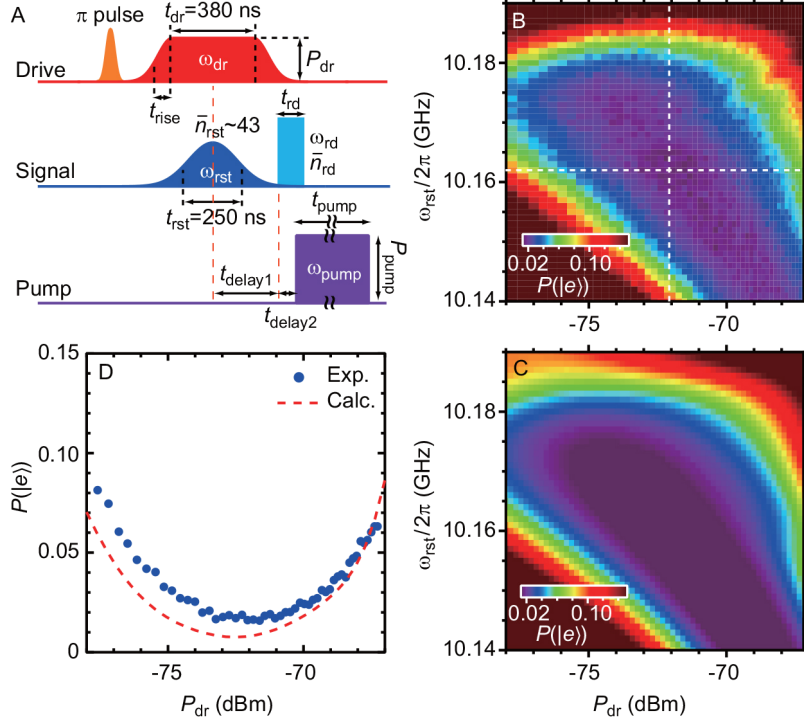 A
π pulse
t_dr=380 ns
Drive
ω_dr
P_dr
t_rise
n̄_rst~43
t_rd
Signal
ω_rst
ω_rd
n̄_rd
t_rst=250 ns
t_pump
Pump
ω_pump
P_pump
t_delay1
t_delay2
B
10.18
10.16
10.14
ω_rst/2π (GHz)
0.02 0.10
P(|e⟩)
-75 -70
C
10.18
10.16
10.14
ω_rst/2π (GHz)
0.02 0.10
P(|e⟩)
-75 -70
P_dr (dBm)
D
Exp.
Calc.
0.15
0.10
0.05
0
P(|e⟩)
-75 -70
P_dr (dBm)